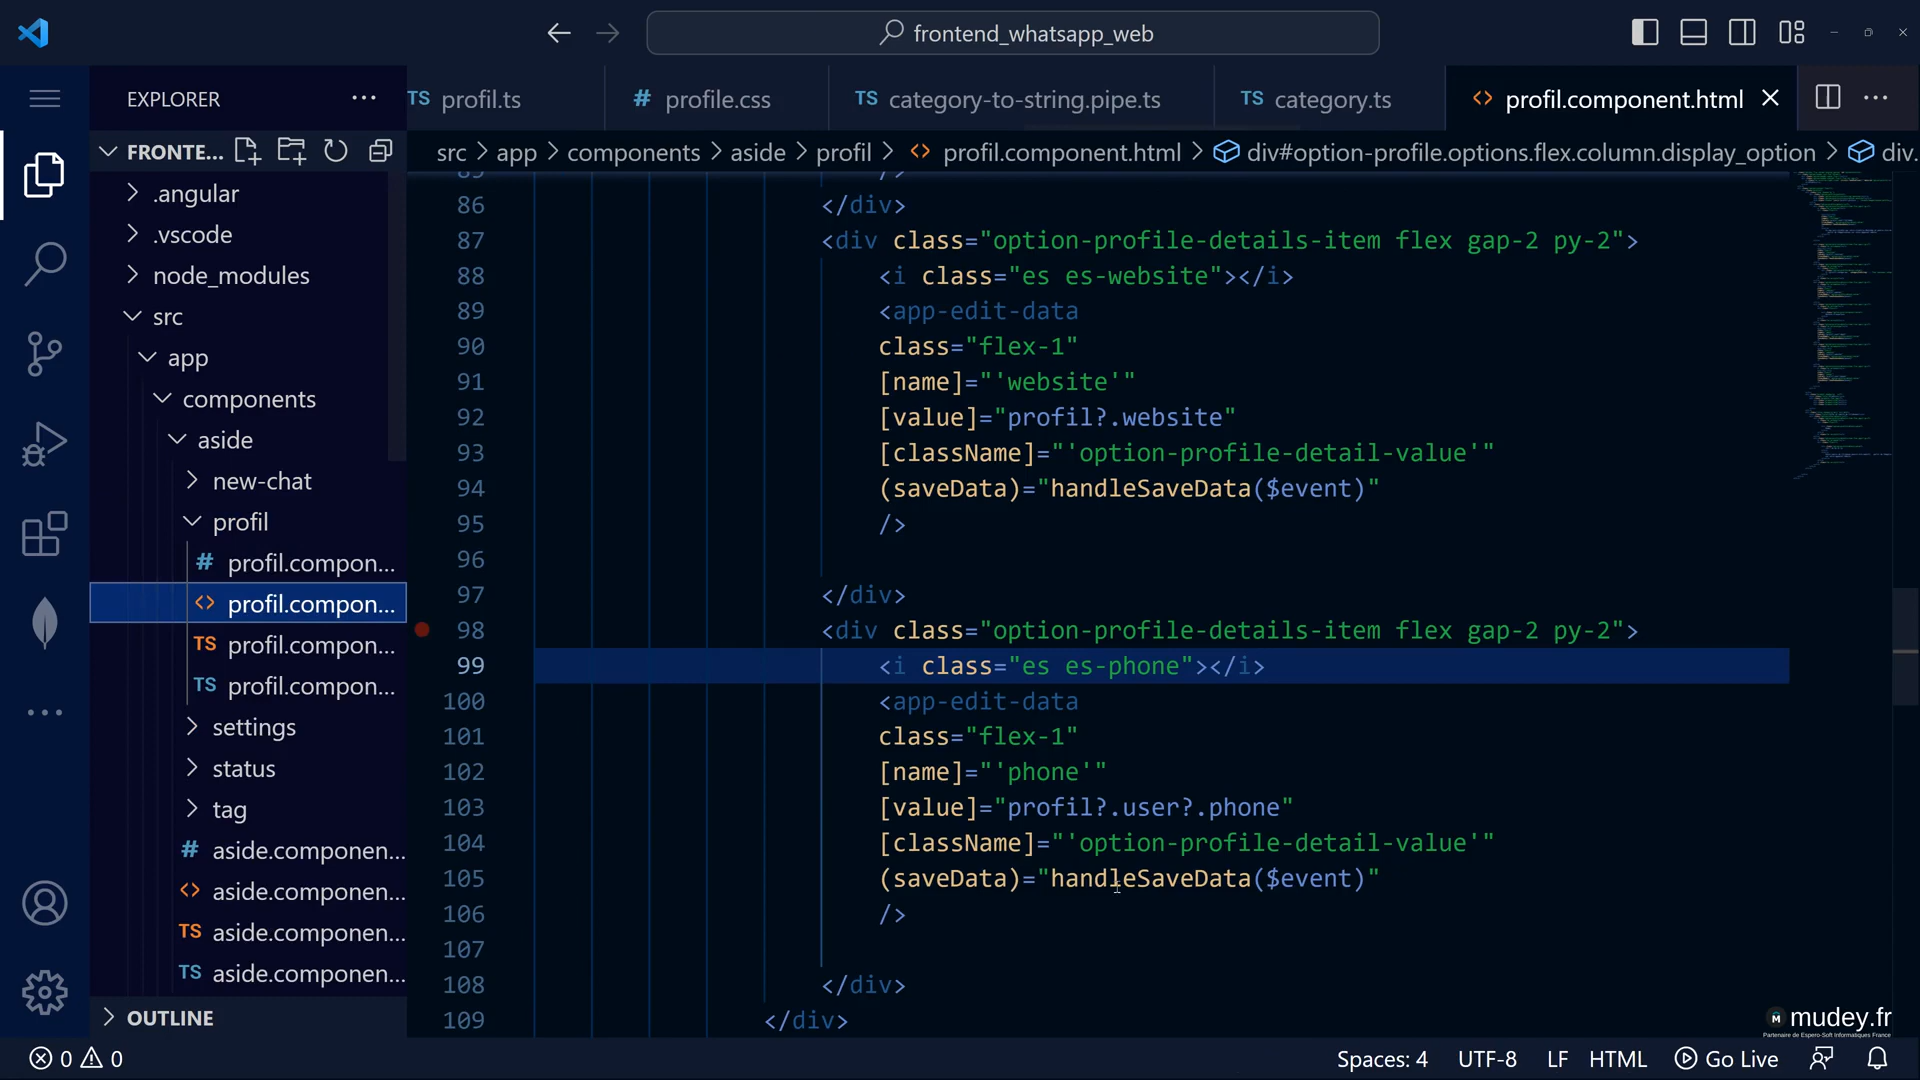 frontend_whatsapp_web
EXPLORER
profil.ts
profile.css
category-to-string.pipe.ts
category.ts
profil.component.html
FRONTE...
src > app > components > aside > profil > profil.component.html > div#option-profile.options.flex.column.display_option > div.
.angular
.vscode
node_modules
src
app
components
aside
new-chat
profil
profil.compon...
profil.compon...
profil.compon...
profil.compon...
settings
status
tag
aside.componen...
aside.componen...
aside.componen...
aside.componen...
OUTLINE
86 </div>
87 <div class="option-profile-details-item flex gap-2 py-2">
88 <i class="es es-website"></i>
89 <app-edit-data
90 class="flex-1"
91 [name]="'website'"
92 [value]="profil?.website"
93 [className]="'option-profile-detail-value'"
94 (saveData)="handleSaveData($event)"
95 />
96
97 </div>
98 <div class="option-profile-details-item flex gap-2 py-2">
99 <i class="es es-phone"></i>
100 <app-edit-data
101 class="flex-1"
102 [name]="'phone'"
103 [value]="profil?.user?.phone"
104 [className]="'option-profile-detail-value'"
105 (saveData)="handleSaveData($event)"
106 />
107
108 </div>
109 </div>
mudey.fr
Partenaire de Espero-Soft Informatiques France
0 0
Spaces: 4 UTF-8 LF HTML Go Live